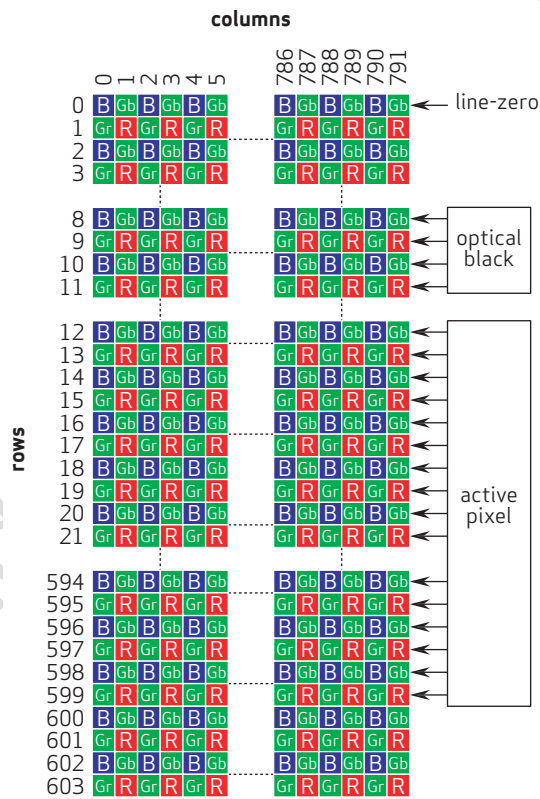 columns
0 1 2 3 4 5 786 787 788 789 790 791
0 B Gb B Gb B Gb B Gb B Gb B Gb line-zero
1 Gr R Gr R Gr R Gr R Gr R Gr R
2 B Gb B Gb B Gb B Gb B Gb B Gb
3 Gr R Gr R Gr R Gr R Gr R Gr R
8 B Gb B Gb B Gb B Gb B Gb B Gb
9 Gr R Gr R Gr R Gr R Gr R Gr R
optical
10 B Gb B Gb B Gb B Gb B Gb B Gb
black
11 Gr R Gr R Gr R Gr R Gr R Gr R
12 B Gb B Gb B Gb B Gb B Gb B Gb
13 Gr R Gr R Gr R Gr R Gr R Gr R
14 B Gb B Gb B Gb B Gb B Gb B Gb
15 Gr R Gr R Gr R Gr R Gr R Gr R
16 B Gb B Gb B Gb B Gb B Gb B Gb
17 Gr R Gr R Gr R Gr R Gr R Gr R
rows
18 B Gb B Gb B Gb B Gb B Gb B Gb
19 Gr R Gr R Gr R Gr R Gr R Gr R
active
20 B Gb B Gb B Gb B Gb B Gb B Gb
pixel
21 Gr R Gr R Gr R Gr R Gr R Gr R
594 B Gb B Gb B Gb B Gb B Gb B Gb
595 Gr R Gr R Gr R Gr R Gr R Gr R
596 B Gb B Gb B Gb B Gb B Gb B Gb
597 Gr R Gr R Gr R Gr R Gr R Gr R
598 B Gb B Gb B Gb B Gb B Gb B Gb
599 Gr R Gr R Gr R Gr R Gr R Gr R
600 B Gb B Gb B Gb B Gb B Gb B Gb
601 Gr R Gr R Gr R Gr R Gr R Gr R
602 B Gb B Gb B Gb B Gb B Gb B Gb
603 Gr R Gr R Gr R Gr R Gr R Gr R